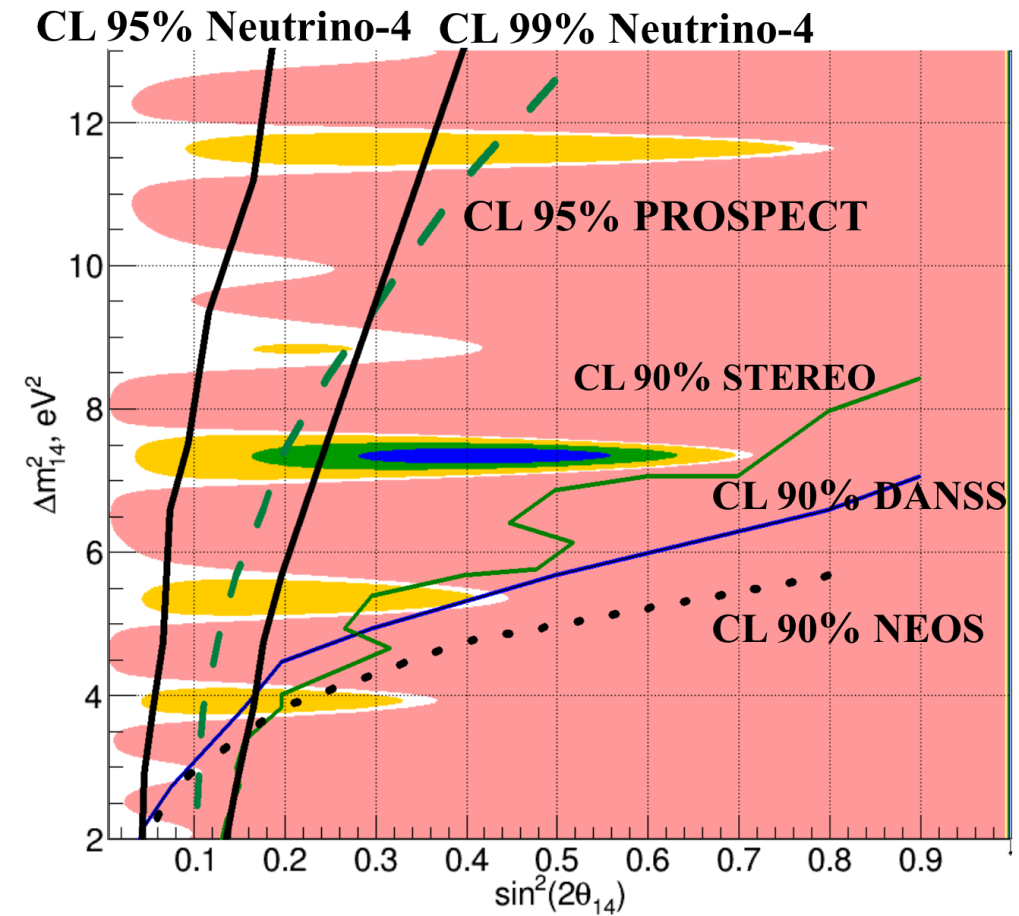 CL 95% Neutrino-4 CL 99% Neutrino-4
12
CL 95% PROSPECT
10
CL 90% STEREO
8
CL 90% DANSS
6
CL 90% NEOS
4
2
Δm²₁₄, eV²
0.1 0.2 0.3 0.4 0.5 0.6 0.7 0.8 0.9
sin²(2θ₁₄)